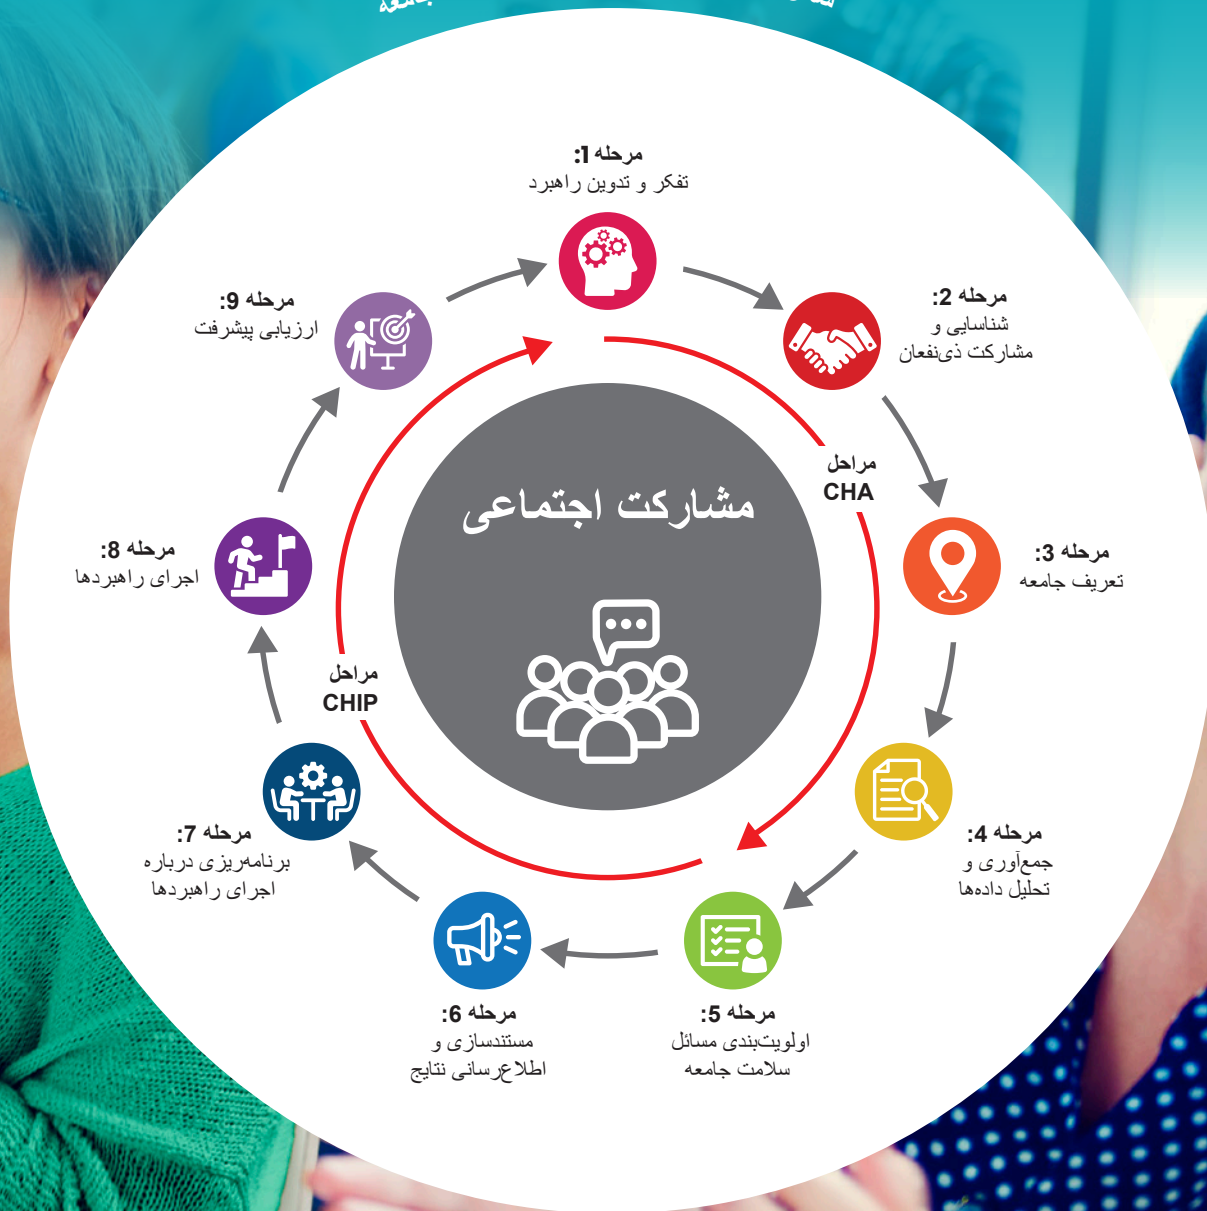 جامعه
مرحله 1:
تفکر و تدوین راهبرد
مرحله 2:
شناسایی و
مشارکت ذی‌نفعان
مرحله 3:
تعریف جامعه
مرحله 4:
جمع‌آوری و
تحلیل داده‌ها
مرحله 5:
اولویت‌بندی مسائل
سلامت جامعه
مرحله 6:
مستندسازی و
اطلاع‌رسانی نتایج
مرحله 7:
برنامه‌ریزی درباره
اجرای راهبردها
مرحله 8:
اجرای راهبردها
مرحله 9:
ارزیابی پیشرفت
مراحل
CHA
مراحل
CHIP
مشارکت اجتماعی